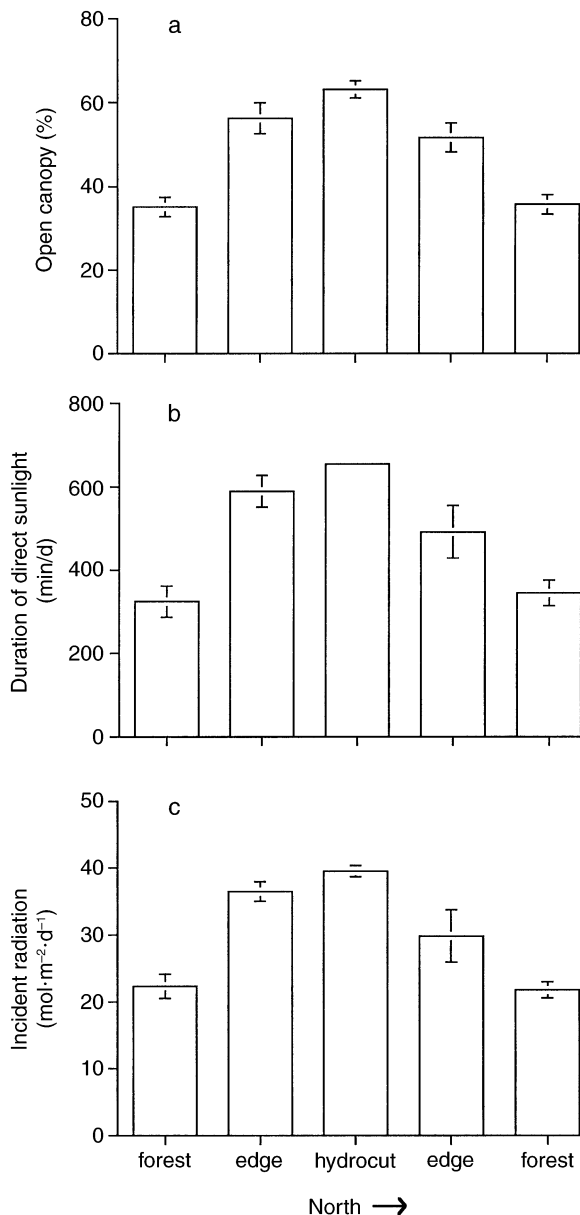 a
80
60
40
20
0
Open canopy (%)
b
800
600
400
200
0
Duration of direct sunlight
(min/d)
c
50
40
30
20
10
0
Incident radiation
(mol·m⁻²·d⁻¹)
forest edge hydrocut edge forest
North →